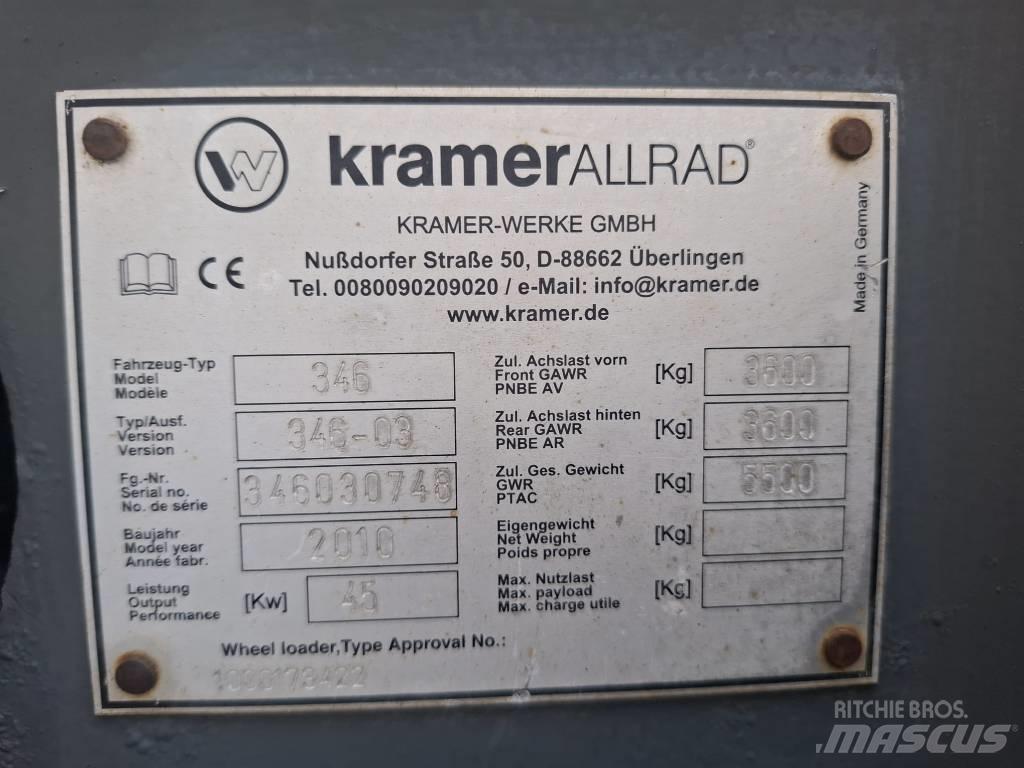 kramerALLRAD®
KRAMER-WERKE GMBH
Nußdorfer Straße 50, D-88662 Überlingen
Tel. 0080090209020 / e-Mail: info@kramer.de
www.kramer.de
CE
Made in Germany
Fahrzeug-Typ
Model
Modèle
346
Typ/Ausf.
Version
Version
346-03
Fg.-Nr.
Serial no.
No. de série
346030748
Baujahr
Model year
Année fabr.
2010
Leistung
Output
Performance
[Kw]
45
Zul. Achslast vorn
Front GAWR
PNBE AV
[Kg]
3600
Zul. Achslast hinten
Rear GAWR
PNBE AR
[Kg]
3600
Zul. Ges. Gewicht
GWR
PTAC
[Kg]
5500
Eigengewicht
Net Weight
Poids propre
[Kg]
Max. Nutzlast
Max. payload
Max. charge utile
[Kg]
Wheel loader,Type Approval No.:
RITCHIE BROS.
MASCUS